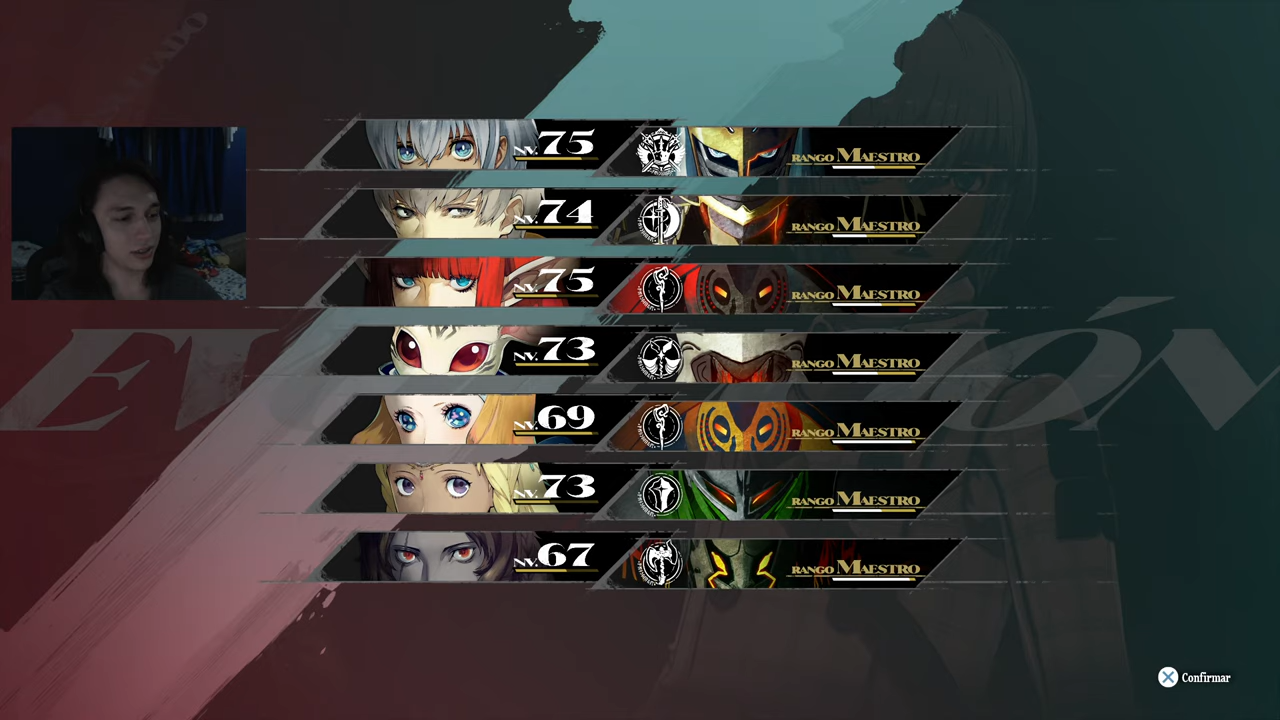 NV. 75 RANGO MAESTRO
NV. 74 RANGO MAESTRO
NV. 75 RANGO MAESTRO
NV. 73 RANGO MAESTRO
NV. 69 RANGO MAESTRO
NV. 73 RANGO MAESTRO
NV. 67 RANGO MAESTRO
Confirmar